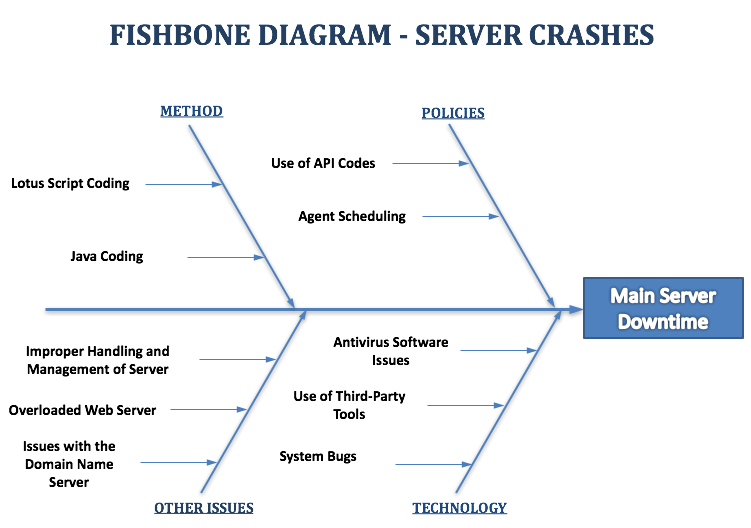 FISHBONE DIAGRAM - SERVER CRASHES
METHOD
POLICIES
Use of API Codes
Lotus Script Coding
Agent Scheduling
Java Coding
Main Server
Downtime
Improper Handling and
Management of Server
Antivirus Software
Issues
Overloaded Web Server
Use of Third-Party
Tools
Issues with the
Domain Name
Server
System Bugs
OTHER ISSUES
TECHNOLOGY